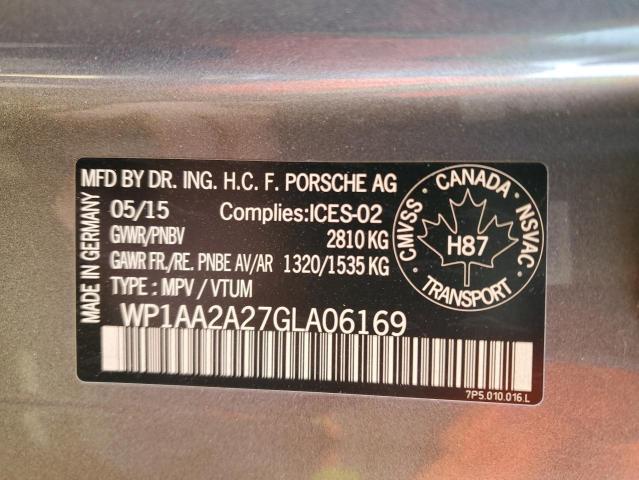 MFD BY DR. ING. H.C. F. PORSCHE AG
05/15 Complies:ICES-02
GVWR/PNBV 2810 KG
GAWR FR./RE. PNBE AV/AR 1320/1535 KG
TYPE : MPV / VTUM
WP1AA2A27GLA06169
MADE IN GERMANY
CMVSS · CANADA · NSVAC
H87
TRANSPORT
7P5.010.016.L